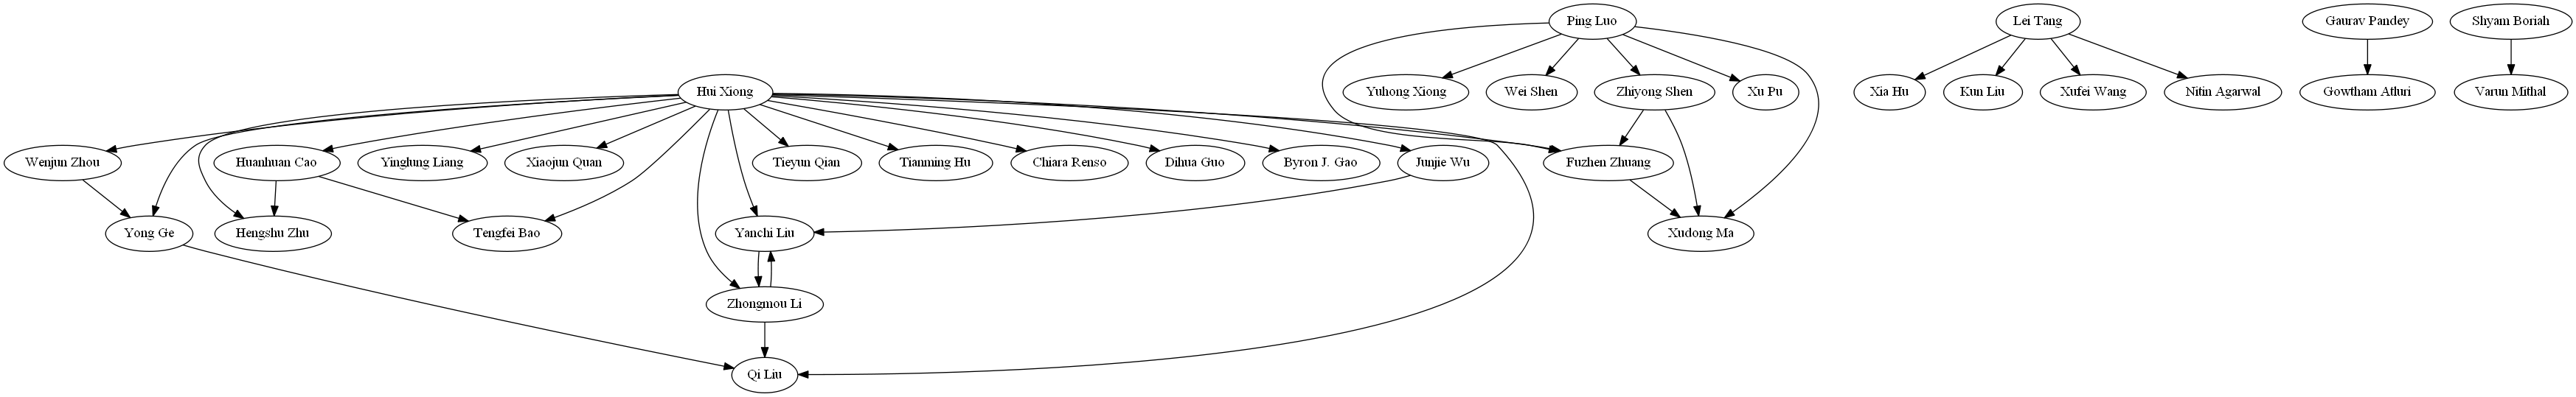 Ping Luo
Lei Tang
Gaurav Pandey
Shyam Boriah
Hui Xiong
Yuhong Xiong
Wei Shen
Zhiyong Shen
Xu Pu
Xia Hu
Kun Liu
Xufei Wang
Nitin Agarwal
Gowtham Atluri
Varun Mithal
Wenjun Zhou
Huanhuan Cao
Yingjung Liang
Xiaojun Quan
Tieyun Qian
Tianming Hu
Chiara Renso
Dihua Guo
Byron J. Gao
Junjie Wu
Fuzhen Zhuang
Yong Ge
Hengshu Zhu
Tengfei Bao
Yanchi Liu
Xudong Ma
Zhongmou Li
Qi Liu